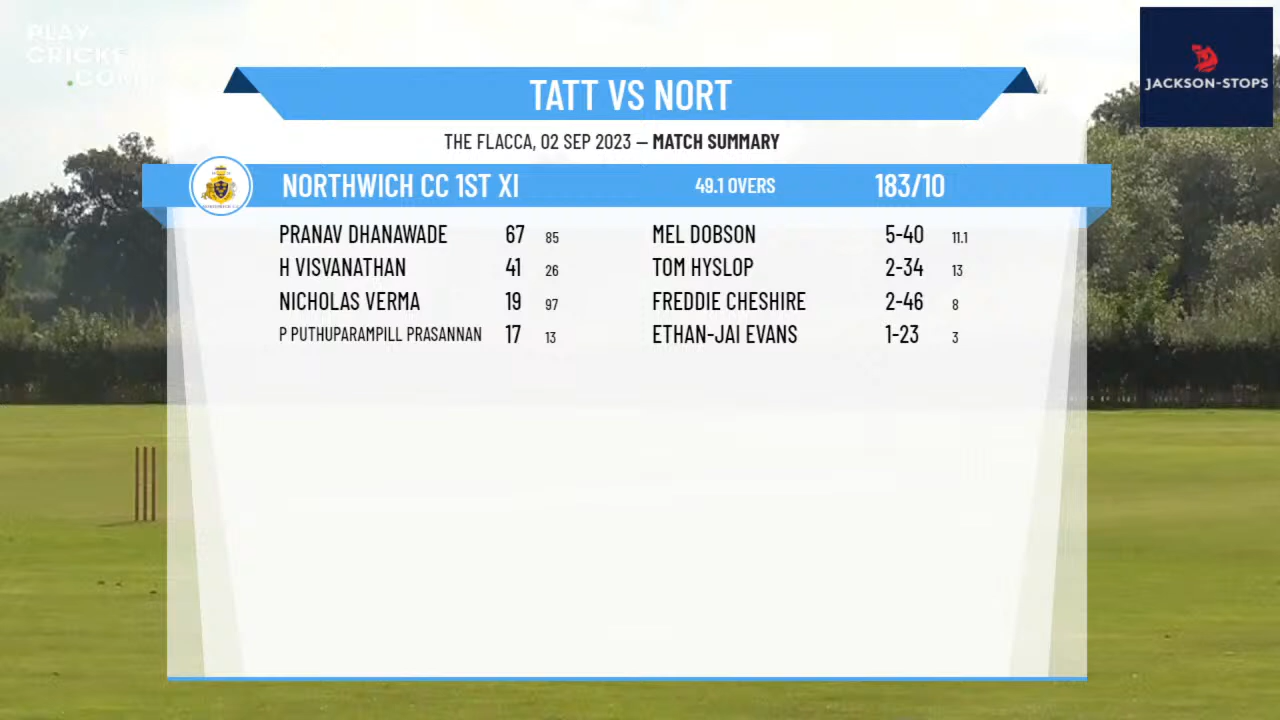 PLAY-
CRICKET
.COM
JACKSON-STOPS
TATT VS NORT
THE FLACCA, 02 SEP 2023 – MATCH SUMMARY
NORTHWICH CC 1ST XI 49.1 OVERS 183/10
PRANAV DHANAWADE 67 85 MEL DOBSON 5-40 11.1
H VISVANATHAN 41 26 TOM HYSLOP 2-34 13
NICHOLAS VERMA 19 97 FREDDIE CHESHIRE 2-46 8
P PUTHUPARAMPILL PRASANNAN 17 13 ETHAN-JAI EVANS 1-23 3